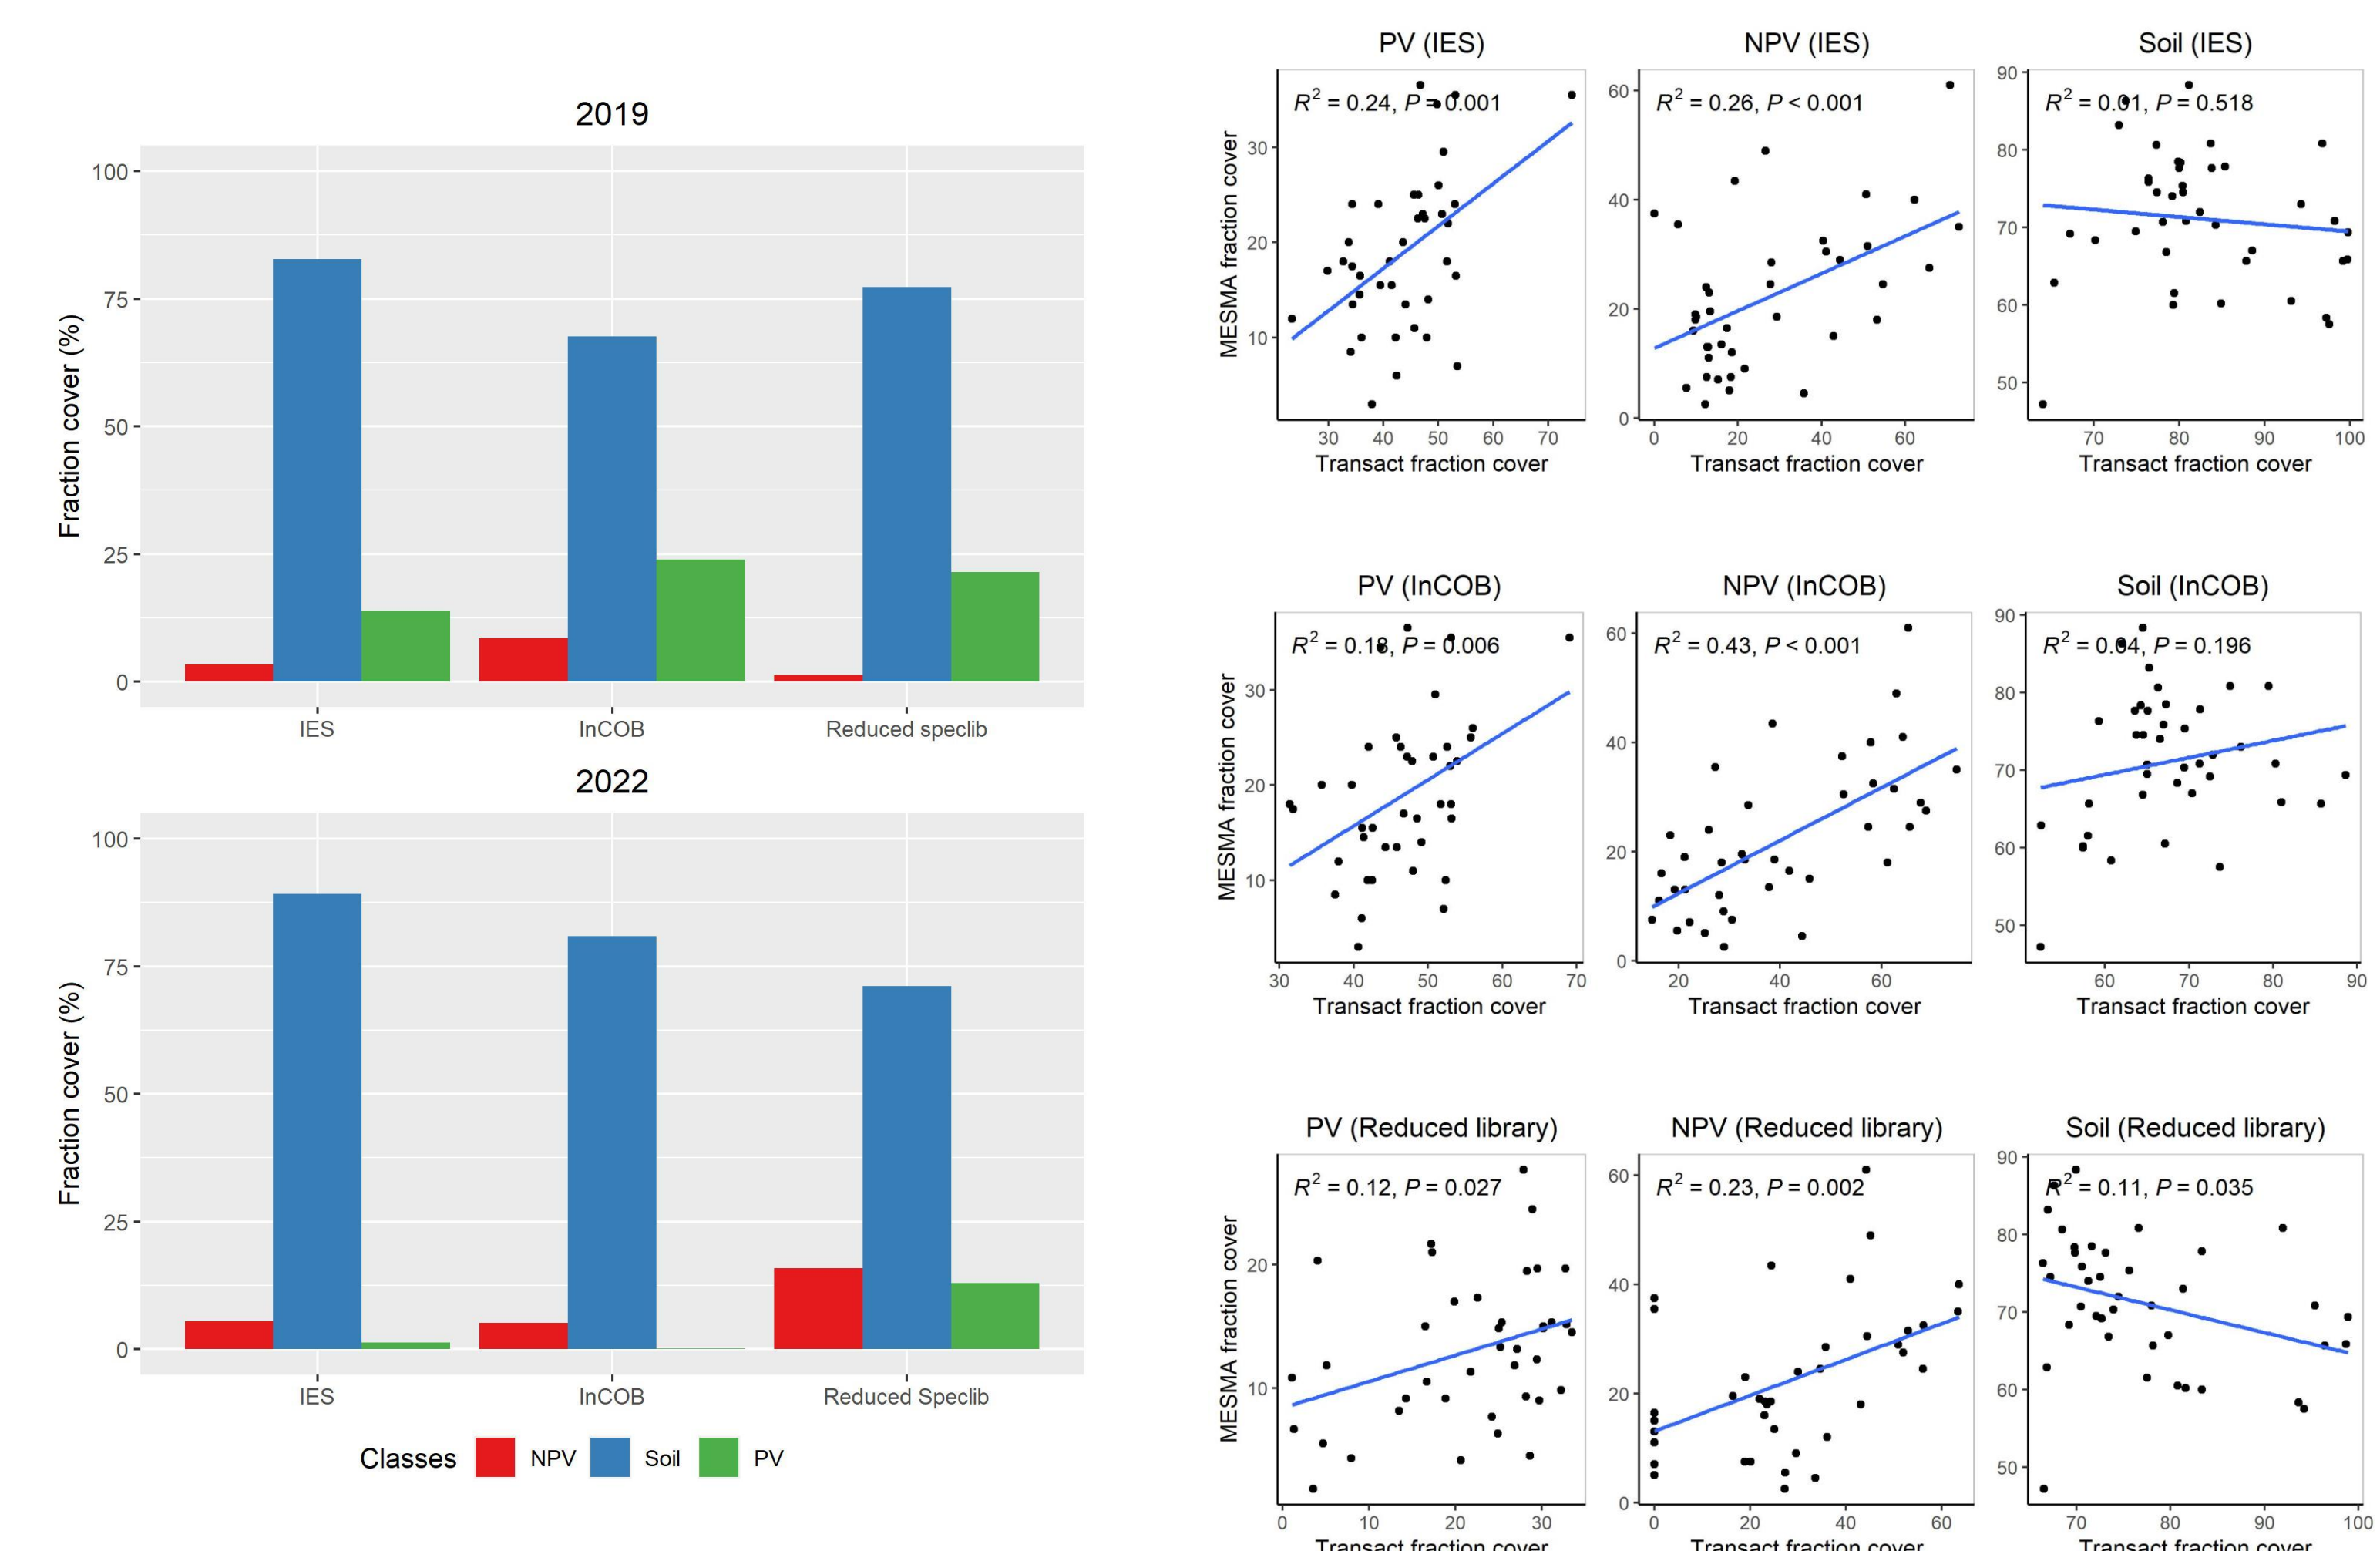 2019
Fraction cover (%)
100
75
50
25
0
IES InCOB Reduced speclib
2022
Fraction cover (%)
100
75
50
25
0
IES InCOB Reduced Speclib
Classes NPV Soil PV
PV (IES)
R² = 0.24, P = 0.001
MESMA fraction cover
30
20
10
30 40 50 60 70
Transact fraction cover
NPV (IES)
R² = 0.26, P < 0.001
60
40
20
0
0 20 40 60
Transact fraction cover
Soil (IES)
R² = 0.01, P = 0.518
90
80
70
60
50
70 80 90 100
Transact fraction cover
PV (InCOB)
R² = 0.18, P = 0.006
MESMA fraction cover
30
20
10
30 40 50 60 70
Transact fraction cover
NPV (InCOB)
R² = 0.43, P < 0.001
60
40
20
0
20 40 60
Transact fraction cover
Soil (InCOB)
R² = 0.04, P = 0.196
90
80
70
60
50
60 70 80 90
Transact fraction cover
PV (Reduced library)
R² = 0.12, P = 0.027
MESMA fraction cover
20
10
0 10 20 30
Transact fraction cover
NPV (Reduced library)
R² = 0.23, P = 0.002
60
40
20
0
0 20 40 60
Transact fraction cover
Soil (Reduced library)
R² = 0.11, P = 0.035
90
80
70
60
50
70 80 90 100
Transact fraction cover